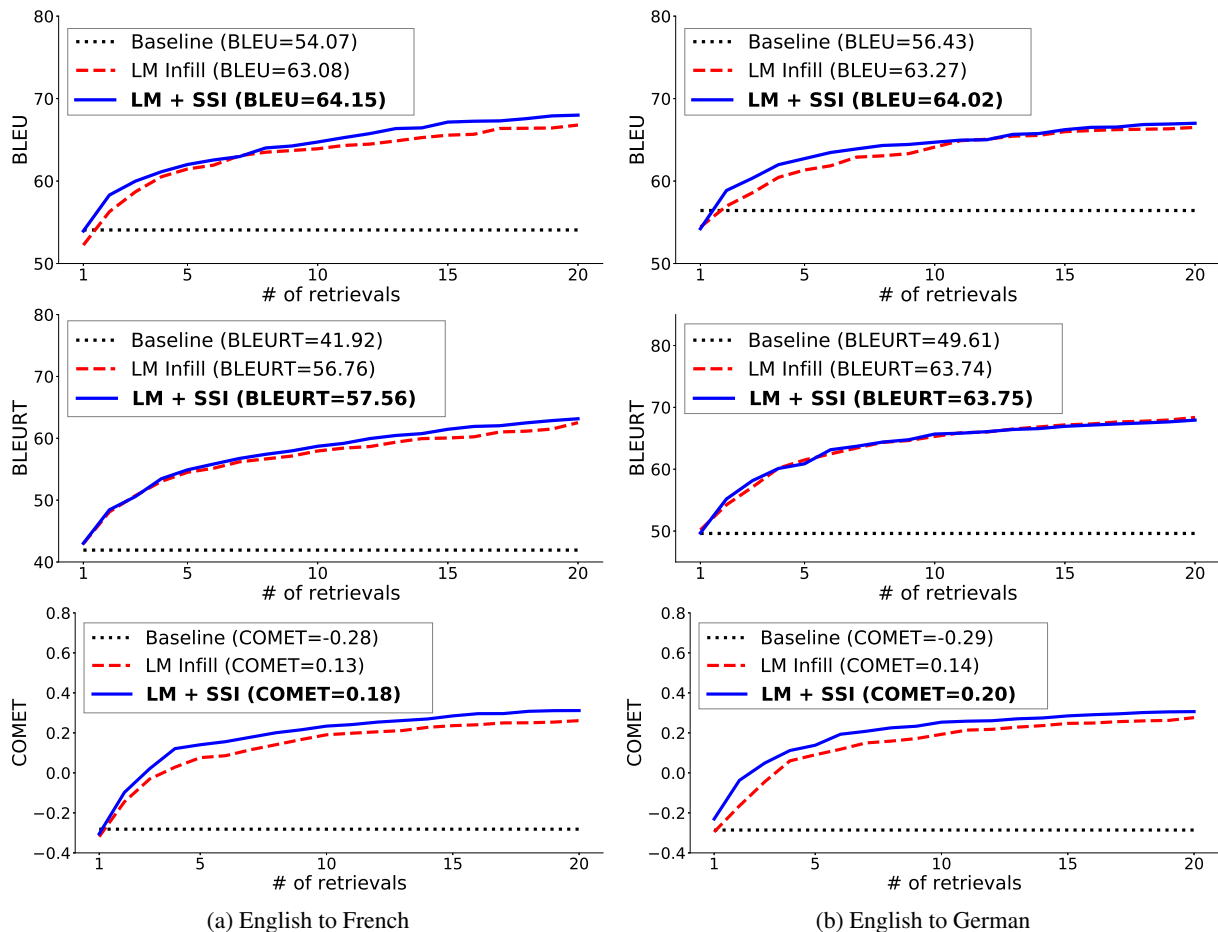 80
70
60
50
BLEU
Baseline (BLEU=54.07)
LM Infill (BLEU=63.08)
LM + SSI (BLEU=64.15)
1 5 10 15 20
# of retrievals
80
70
60
50
BLEU
Baseline (BLEU=56.43)
LM Infill (BLEU=63.27)
LM + SSI (BLEU=64.02)
1 5 10 15 20
# of retrievals
80
70
60
50
40
BLEURT
Baseline (BLEURT=41.92)
LM Infill (BLEURT=56.76)
LM + SSI (BLEURT=57.56)
1 5 10 15 20
# of retrievals
80
70
60
50
BLEURT
Baseline (BLEURT=49.61)
LM Infill (BLEURT=63.74)
LM + SSI (BLEURT=63.75)
1 5 10 15 20
# of retrievals
0.8
0.6
0.4
0.2
0.0
−0.2
−0.4
COMET
Baseline (COMET=-0.28)
LM Infill (COMET=0.13)
LM + SSI (COMET=0.18)
1 5 10 15 20
# of retrievals
0.8
0.6
0.4
0.2
0.0
−0.2
−0.4
COMET
Baseline (COMET=-0.29)
LM Infill (COMET=0.14)
LM + SSI (COMET=0.20)
1 5 10 15 20
# of retrievals
(a) English to French
(b) English to German